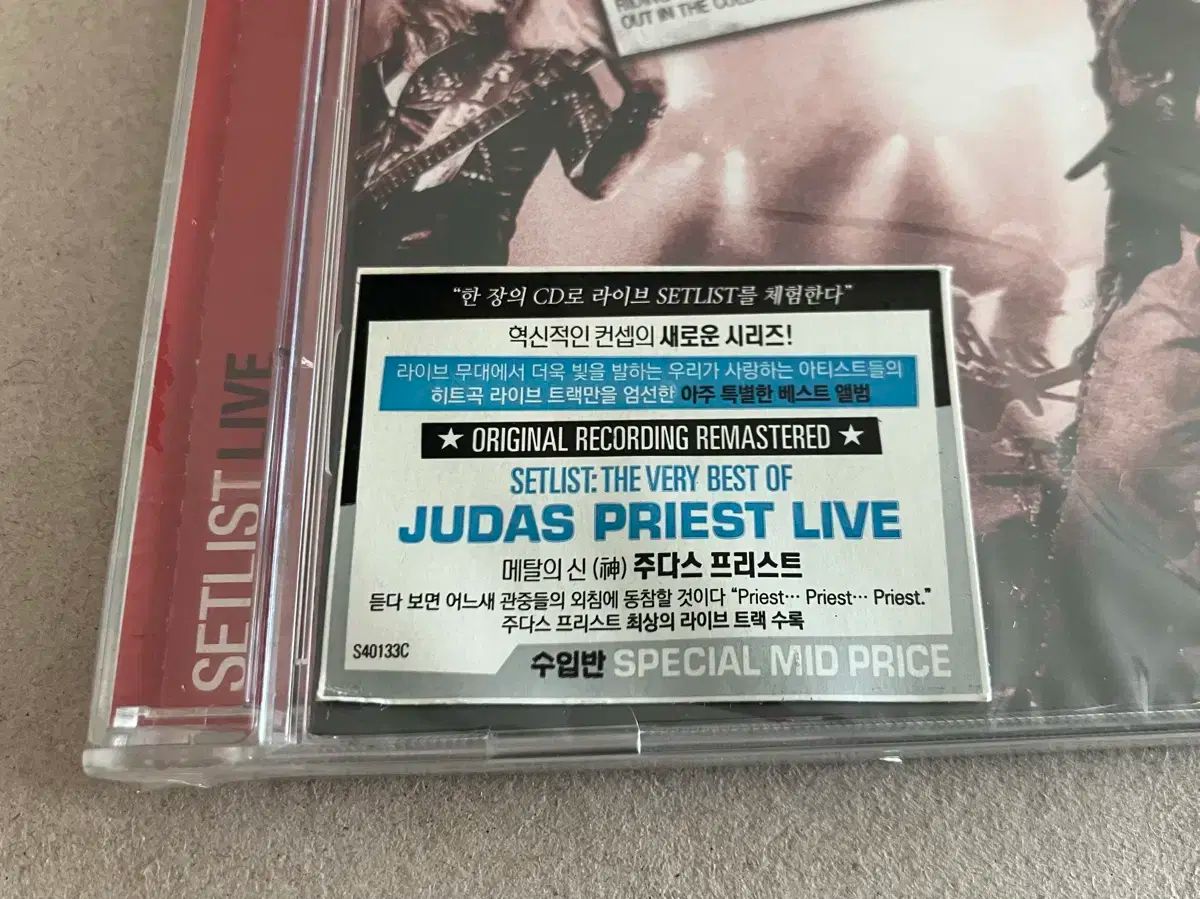 OUT IN THE COLD
SETLIST LIVE
“한 장의 CD로 라이브 SETLIST를 체험한다”
혁신적인 컨셉의 새로운 시리즈!
라이브 무대에서 더욱 빛을 발하는 우리가 사랑하는 아티스트들의
히트곡 라이브 트랙만을 엄선한 아주 특별한 베스트 앨범
★ ORIGINAL RECORDING REMASTERED ★
SETLIST: THE VERY BEST OF
JUDAS PRIEST LIVE
메탈의 신 (神) 주다스 프리스트
듣다 보면 어느새 관중들의 외침에 동참할 것이다 “Priest… Priest… Priest.”
주다스 프리스트 최상의 라이브 트랙 수록
S40133C
수입반 SPECIAL MID PRICE